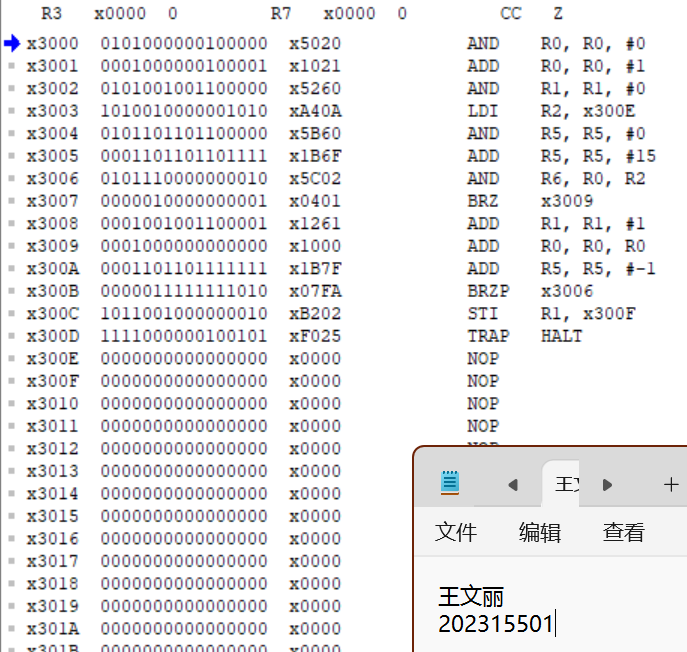 R3 x0000 0 R7 x0000 0 CC Z
x3000 0101000000100000 x5020 AND R0, R0, #0
x3001 0001000000100001 x1021 ADD R0, R0, #1
x3002 0101001001100000 x5260 AND R1, R1, #0
x3003 1010010000001010 xA40A LDI R2, x300E
x3004 0101101101100000 x5B60 AND R5, R5, #0
x3005 0001101101101111 x1B6F ADD R5, R5, #15
x3006 0101110000000010 x5C02 AND R6, R0, R2
x3007 0000010000000001 x0401 BRZ x3009
x3008 0001001001100001 x1261 ADD R1, R1, #1
x3009 0001000000000000 x1000 ADD R0, R0, R0
x300A 0001101101111111 x1B7F ADD R5, R5, #-1
x300B 0000011111111010 x07FA BRZP x3006
x300C 1011001000000010 xB202 STI R1, x300F
x300D 1111000000100101 xF025 TRAP HALT
x300E 0000000000000000 x0000 NOP
x300F 0000000000000000 x0000 NOP
x3010 0000000000000000 x0000 NOP
x3011 0000000000000000 x0000 NOP
x3012 0000000000000000 x0000 NOP
x3013 0000000000000000 x0000
x3014 0000000000000000 x0000
x3015 0000000000000000 x0000
x3016 0000000000000000 x0000
x3017 0000000000000000 x0000
x3018 0000000000000000 x0000
x3019 0000000000000000 x0000
x301A 0000000000000000 x0000
x301B 0000000000000000 x0000
王文
文件 编辑 查看
王文丽
202315501